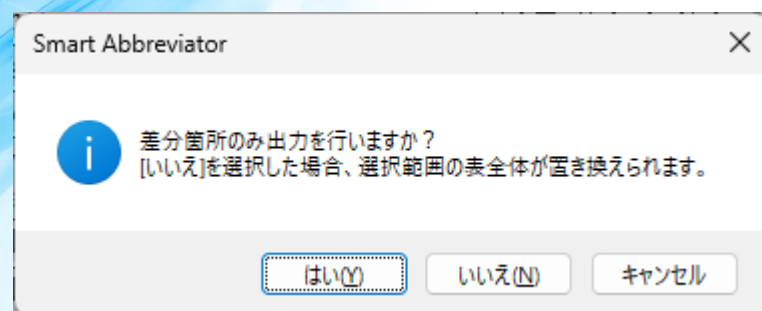 Smart Abbreviator
差分箇所のみ出力を行いますか？
[いいえ]を選択した場合、選択範囲の表全体が置き換えられます。
はい(Y) いいえ(N) キャンセル